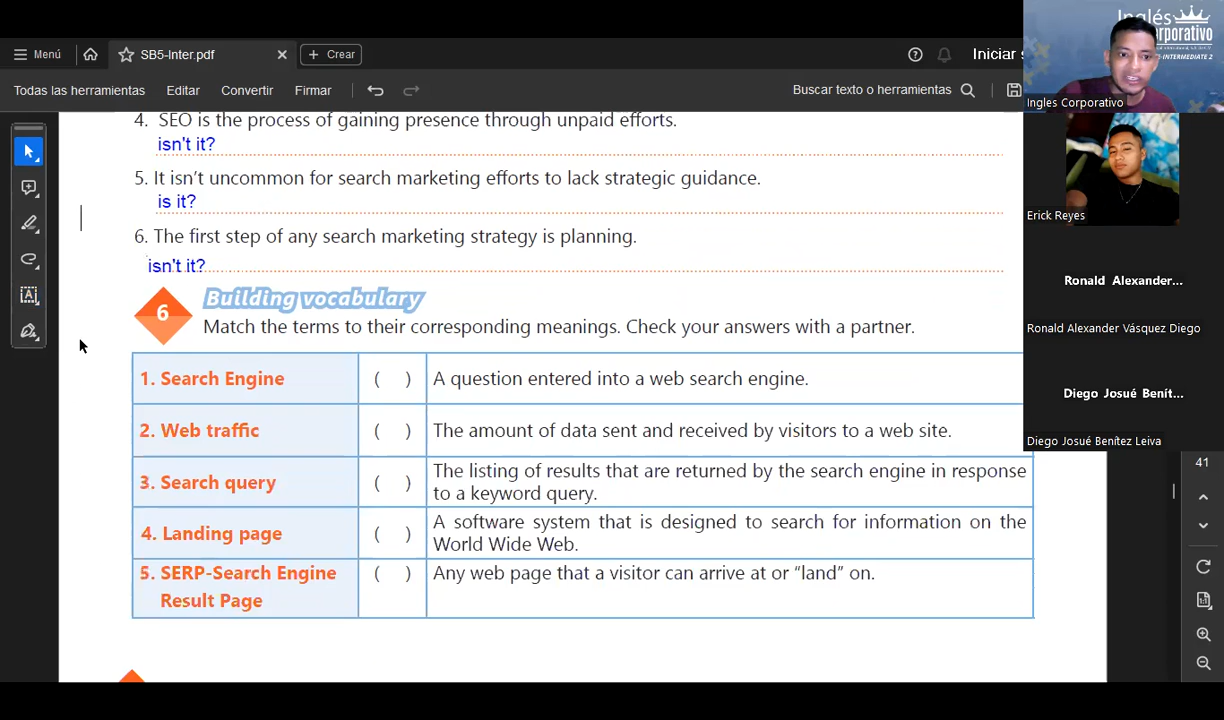 Menú
SB5-Inter.pdf
Crear
Iniciar s
Todas las herramientas
Editar
Convertir
Firmar
Buscar texto o herramientas
4. SEO is the process of gaining presence through unpaid efforts.
isn't it?
5. It isn't uncommon for search marketing efforts to lack strategic guidance.
is it?
6. The first step of any search marketing strategy is planning.
isn't it?
6
Building vocabulary
Match the terms to their corresponding meanings. Check your answers with a partner.
1. Search Engine ( ) A question entered into a web search engine.
2. Web traffic ( ) The amount of data sent and received by visitors to a web site.
3. Search query ( ) The listing of results that are returned by the search engine in response
to a keyword query.
4. Landing page ( ) A software system that is designed to search for information on the
World Wide Web.
5. SERP-Search Engine ( ) Any web page that a visitor can arrive at or “land” on.
Result Page
Inglés
rporativo
-INTERMEDIATE 2
Ingles Corporativo
Erick Reyes
Ronald Alexander...
Ronald Alexander Vásquez Diego
Diego Josué Benít...
Diego Josué Benítez Leiva
41
1:1